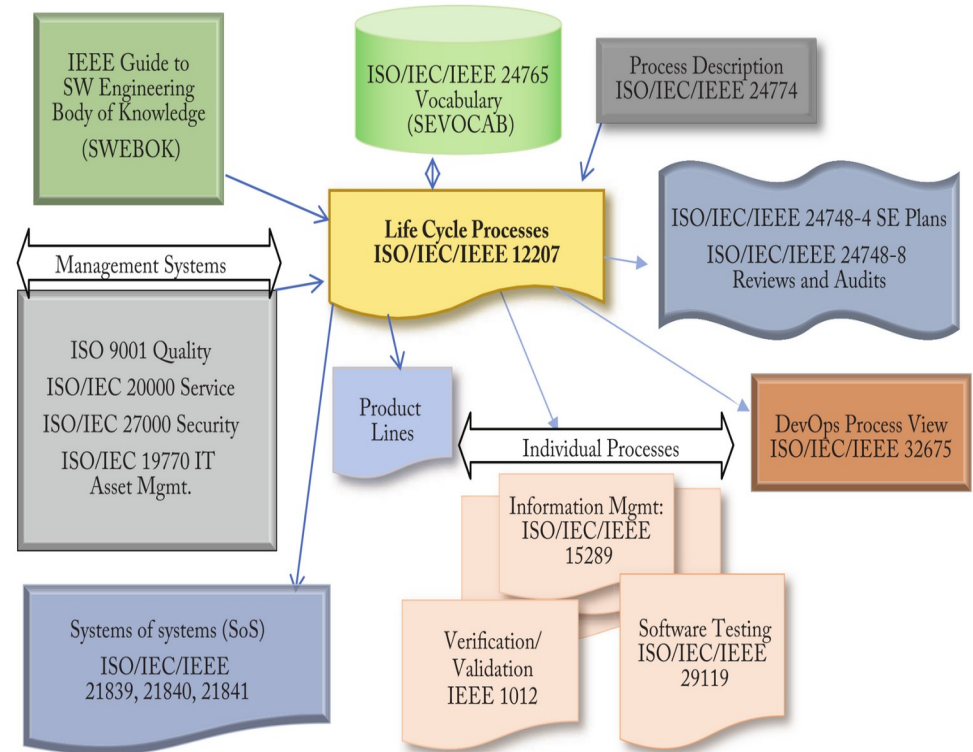 IEEE Guide to
SW Engineering
Body of Knowledge
(SWEBOK)
ISO/IEC/IEEE 24765
Vocabulary
(SEVOCAB)
Process Description
ISO/IEC/IEEE 24774
Life Cycle Processes
ISO/IEC/IEEE 12207
ISO/IEC/IEEE 24748-4 SE Plans
ISO/IEC/IEEE 24748-8
Reviews and Audits
Management Systems
ISO 9001 Quality
ISO/IEC 20000 Service
ISO/IEC 27000 Security
ISO/IEC 19770 IT
Asset Mgmt.
Product
Lines
Individual Processes
DevOps Process View
ISO/IEC/IEEE 32675
Information Mgmt:
ISO/IEC/IEEE
15289
Systems of systems (SoS)
ISO/IEC/IEEE
21839, 21840, 21841
Verification/
Validation
IEEE 1012
Software Testing
ISO/IEC/IEEE
29119